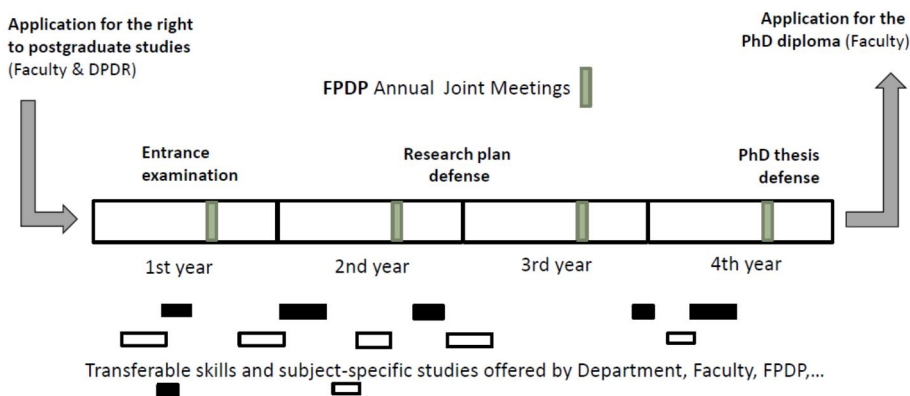 Application for the right
to postgraduate studies
(Faculty & DPDR)
Application for the
PhD diploma (Faculty)
FPDP Annual Joint Meetings
Entrance
examination
Research plan
defense
PhD thesis
defense
1st year
2nd year
3rd year
4th year
Transferable skills and subject-specific studies offered by Department, Faculty, FPDP,...